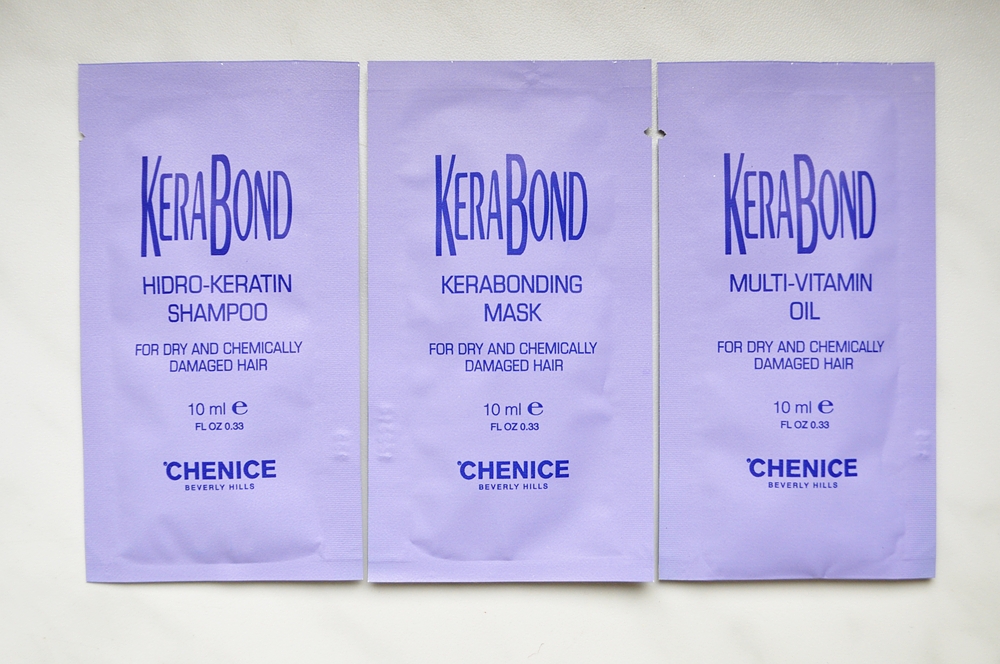 KERABOND
HIDRO-KERATIN
SHAMPOO
FOR DRY AND CHEMICALLY
DAMAGED HAIR
10 ml ℮
FL OZ 0.33
CHENICE
BEVERLY HILLS
KERABOND
KERABONDING
MASK
FOR DRY AND CHEMICALLY
DAMAGED HAIR
10 ml ℮
FL OZ 0.33
CHENICE
BEVERLY HILLS
KERABOND
MULTI-VITAMIN
OIL
FOR DRY AND CHEMICALLY
DAMAGED HAIR
10 ml ℮
FL OZ 0.33
CHENICE
BEVERLY HILLS